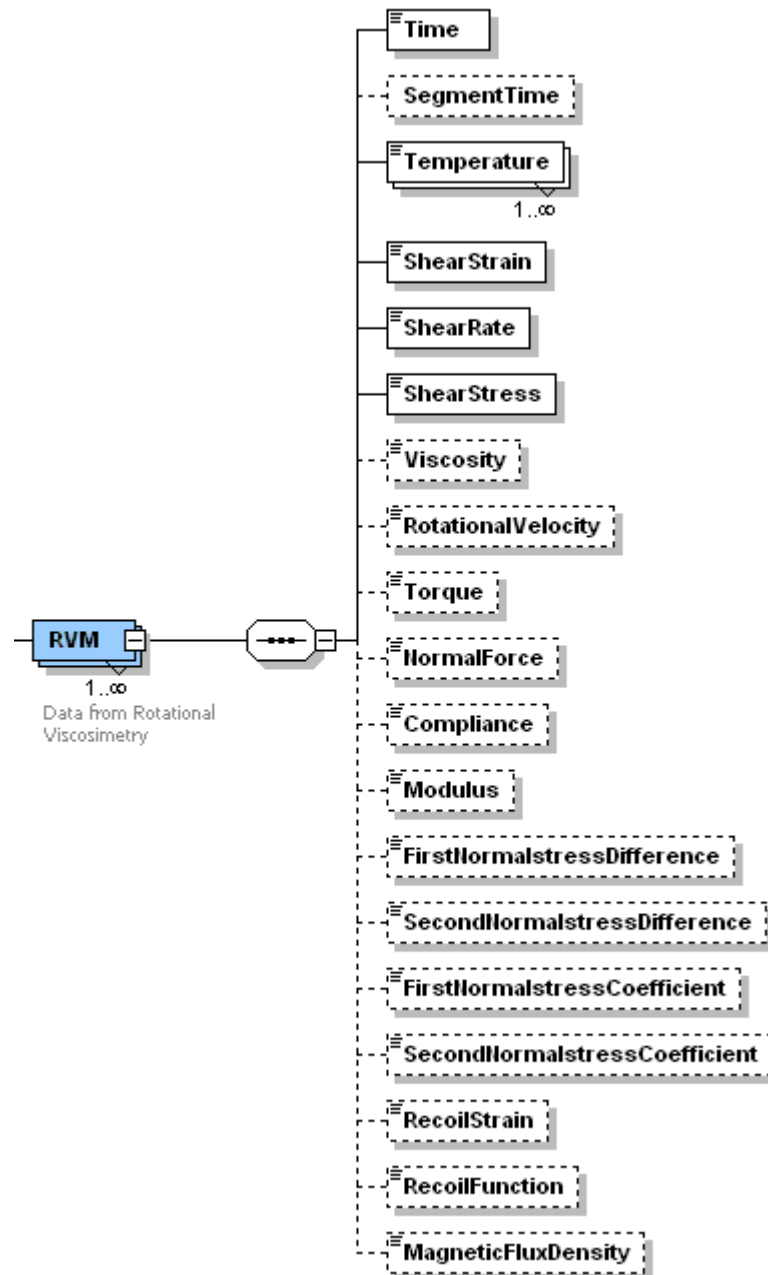 Time
SegmentTime
Temperature
1..∞
ShearStrain
ShearRate
ShearStress
Viscosity
RotationalVelocity
Torque
RVM
1..∞
Data from Rotational
Viscosimetry
NormalForce
Compliance
Modulus
FirstNormalstressDifference
SecondNormalstressDifference
FirstNormalstressCoefficient
SecondNormalstressCoefficient
RecoilStrain
RecoilFunction
MagneticFluxDensity